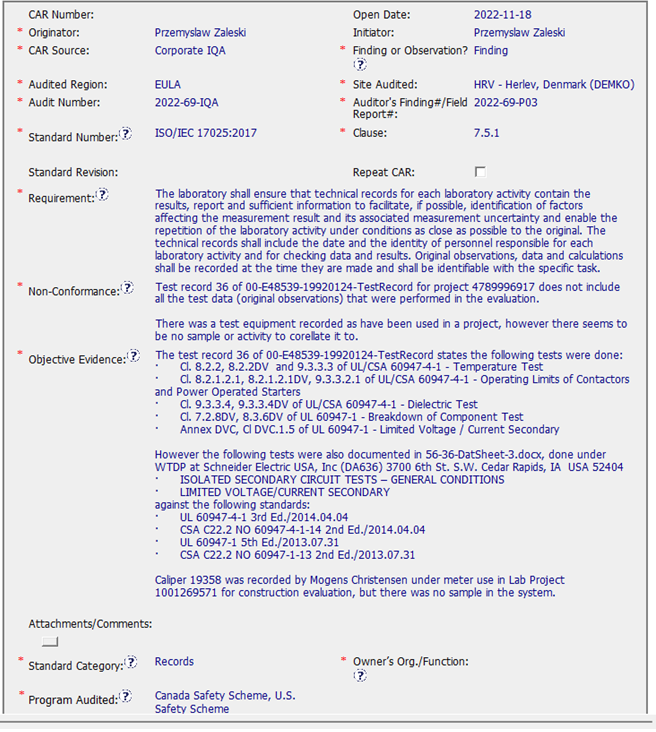 CAR Number: Open Date: 2022-11-18
* Originator: Przemyslaw Zaleski Initiator: Przemyslaw Zaleski
* CAR Source: Corporate IQA * Finding or Observation? Finding
?
* Audited Region: EULA * Site Audited: HRV - Herlev, Denmark (DEMKO)
* Audit Number: 2022-69-IQA * Auditor's Finding#/Field 2022-69-P03
Report#:
* Standard Number: ? ISO/IEC 17025:2017 * Clause: 7.5.1
Standard Revision: Repeat CAR:
* Requirement: ? The laboratory shall ensure that technical records for each laboratory activity contain the
results, report and sufficient information to facilitate, if possible, identification of factors
affecting the measurement result and its associated measurement uncertainty and enable the
repetition of the laboratory activity under conditions as close as possible to the original. The
technical records shall include the date and the identity of personnel responsible for each
laboratory activity and for checking data and results. Original observations, data and calculations
shall be recorded at the time they are made and shall be identifiable with the specific task.
* Non-Conformance: ? Test record 36 of 00-E48539-19920124-TestRecord for project 4789996917 does not include
all the test data (original observations) that were performed in the evaluation.
There was a test equipment recorded as have been used in a project, however there seems to
be no sample or activity to corellate it to.
* Objective Evidence: ? The test record 36 of 00-E48539-19920124-TestRecord states the following tests were done:
· Cl. 8.2.2, 8.2.2DV and 9.3.3.3 of UL/CSA 60947-4-1 - Temperature Test
· Cl. 8.2.1.2.1, 8.2.1.2.1DV, 9.3.3.2.1 of UL/CSA 60947-4-1 - Operating Limits of Contactors
and Power Operated Starters
· Cl. 9.3.3.4, 9.3.3.4DV of UL/CSA 60947-4-1 - Dielectric Test
· Cl. 7.2.8DV, 8.3.6DV of UL 60947-1 - Breakdown of Component Test
· Annex DVC, Cl DVC.1.5 of UL 60947-1 - Limited Voltage / Current Secondary
However the following tests were also documented in 56-36-DatSheet-3.docx, done under
WTDP at Schneider Electric USA, Inc (DA636) 3700 6th St. S.W. Cedar Rapids, IA USA 52404
· ISOLATED SECONDARY CIRCUIT TESTS – GENERAL CONDITIONS
· LIMITED VOLTAGE/CURRENT SECONDARY
against the following standards:
· UL 60947-4-1 3rd Ed./2014.04.04
· CSA C22.2 NO 60947-4-1-14 2nd Ed./2014.04.04
· UL 60947-1 5th Ed./2013.07.31
· CSA C22.2 NO 60947-1-13 2nd Ed./2013.07.31
Caliper 19358 was recorded by Mogens Christensen under meter use in Lab Project
1001269571 for construction evaluation, but there was no sample in the system.
Attachments/Comments:
* Standard Category: ? Records * Owner's Org./Function:
?
* Program Audited: ? Canada Safety Scheme, U.S.
Safety Scheme